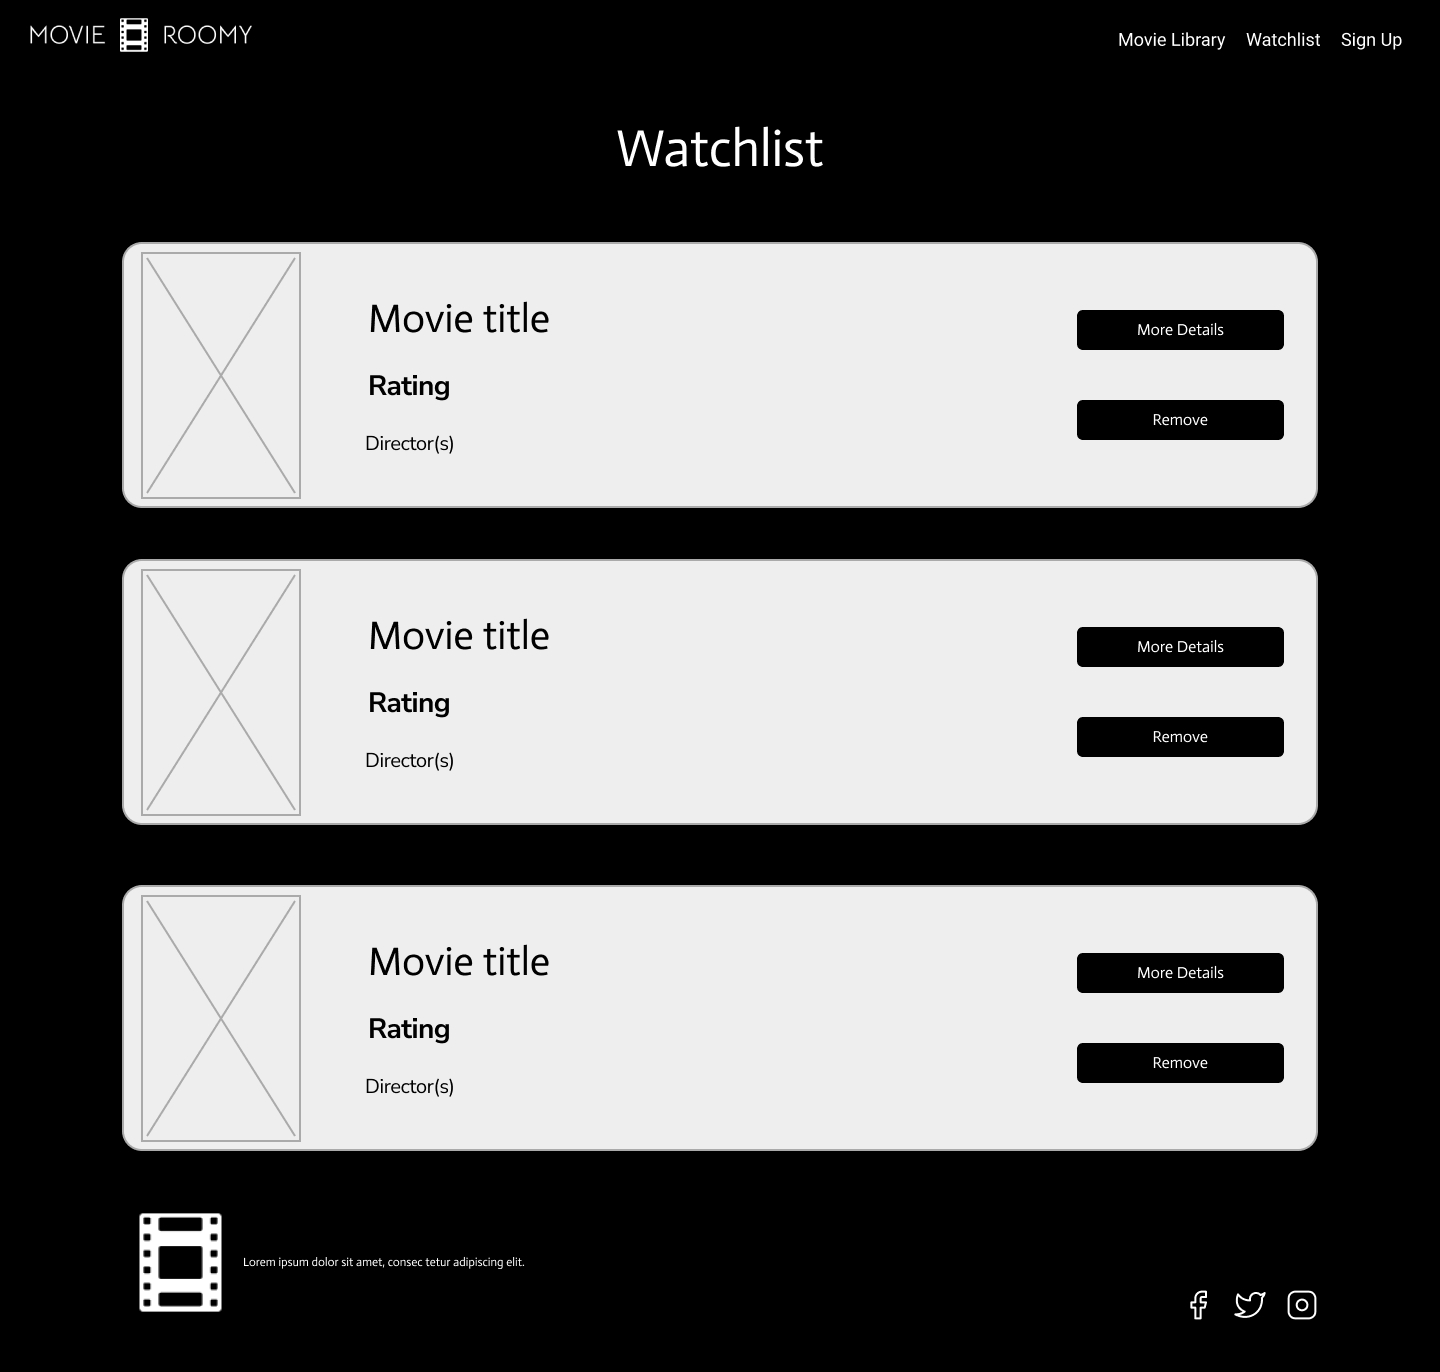 MOVIE ROOMY
Movie Library Watchlist Sign Up
Watchlist
Movie title
Rating
Director(s)
More Details
Remove
Movie title
Rating
Director(s)
More Details
Remove
Movie title
Rating
Director(s)
More Details
Remove
Lorem ipsum dolor sit amet, consec tetur adipiscing elit.